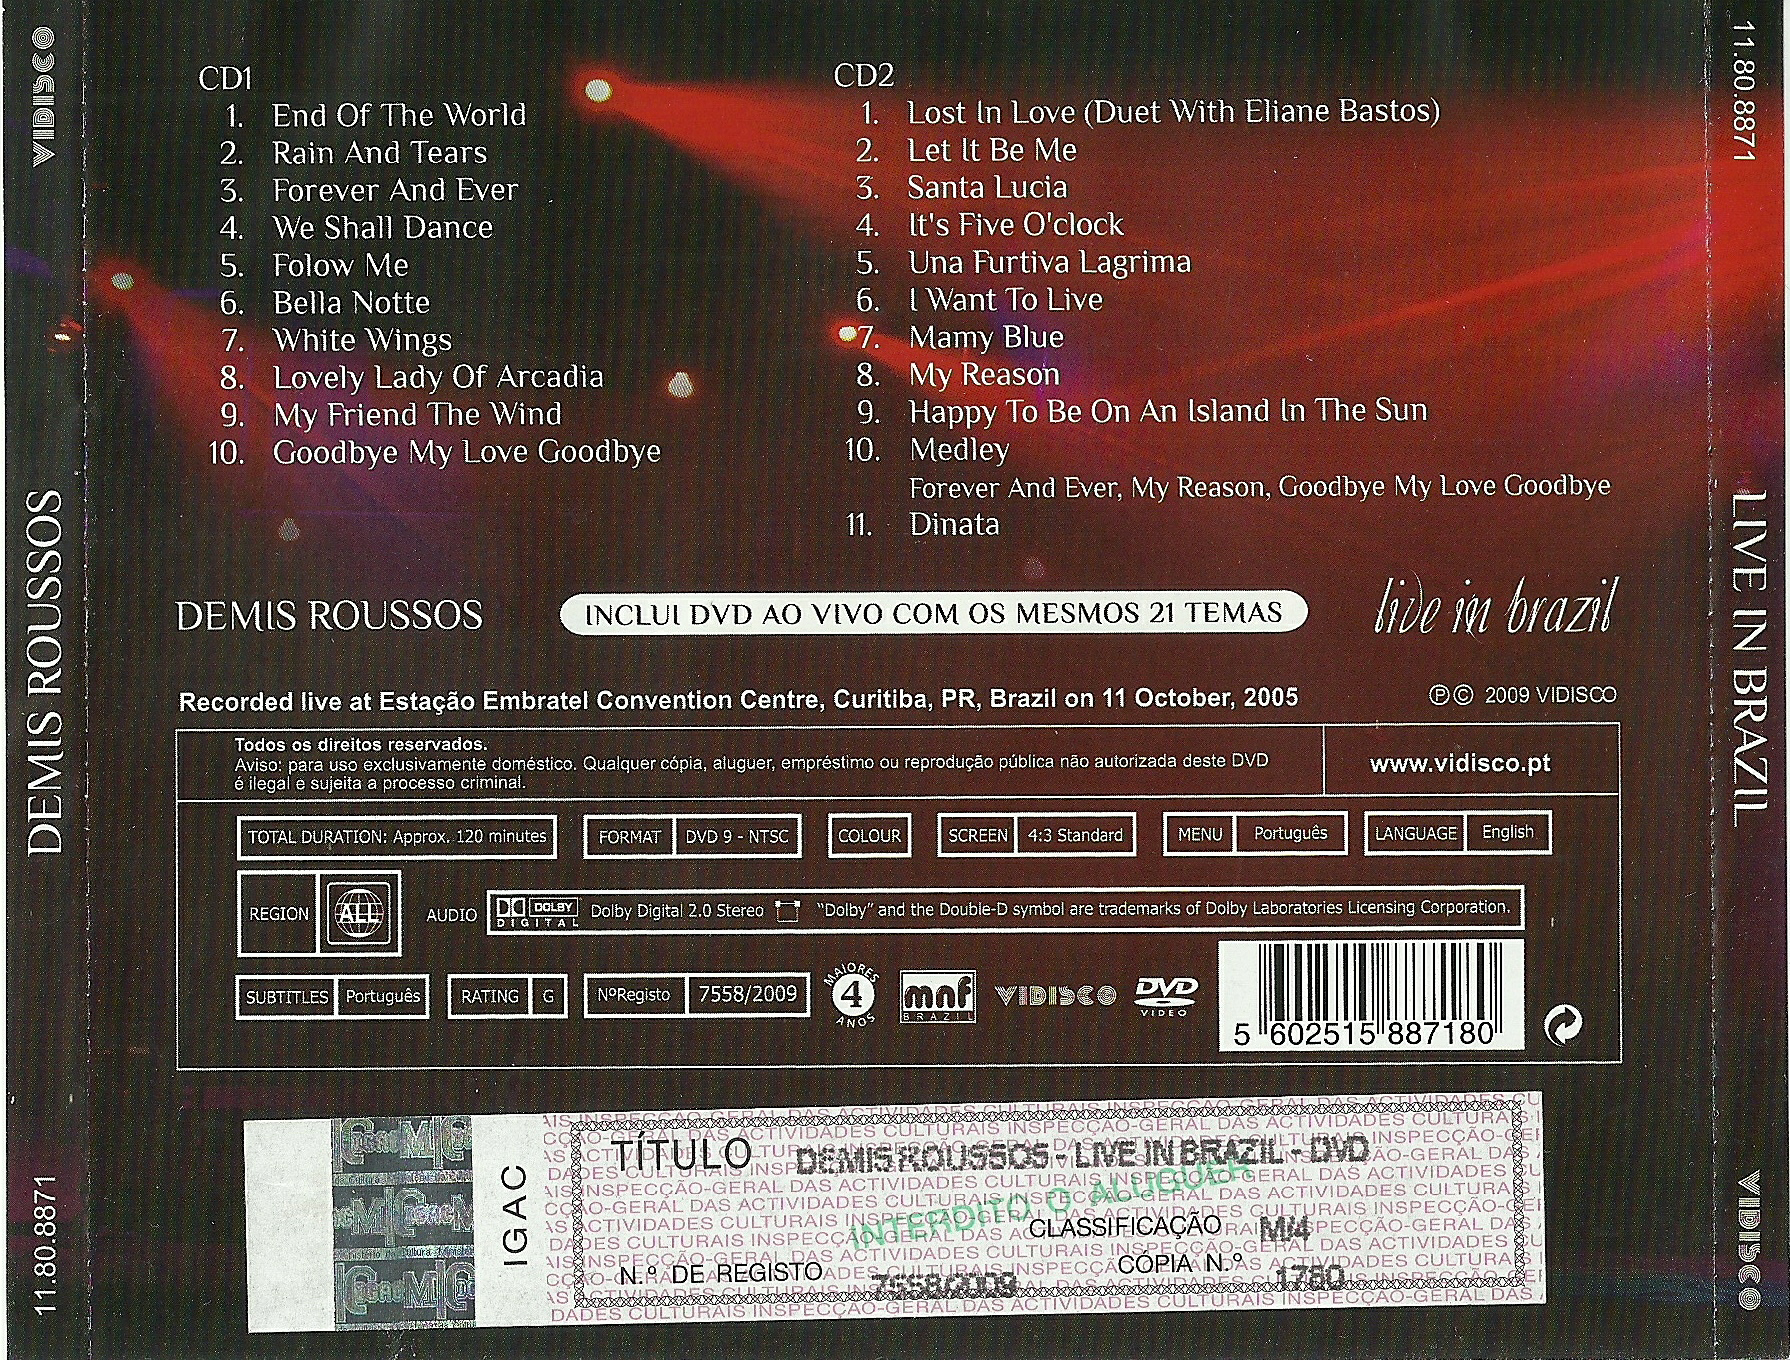 VIDISCO
DEMIS ROUSSOS
11.80.8871
CD1
1. End Of The World
2. Rain And Tears
3. Forever And Ever
4. We Shall Dance
5. Folow Me
6. Bella Notte
7. White Wings
8. Lovely Lady Of Arcadia
9. My Friend The Wind
10. Goodbye My Love Goodbye
CD2
1. Lost In Love (Duet With Eliane Bastos)
2. Let It Be Me
3. Santa Lucia
4. It's Five O'clock
5. Una Furtiva Lagrima
6. I Want To Live
7. Mamy Blue
8. My Reason
9. Happy To Be On An Island In The Sun
10. Medley
Forever And Ever, My Reason, Goodbye My Love Goodbye
11. Dinata
DEMIS ROUSSOS
INCLUI DVD AO VIVO COM OS MESMOS 21 TEMAS
live in brazil
Recorded live at Estação Embratel Convention Centre, Curitiba, PR, Brazil on 11 October, 2005
℗© 2009 VIDISCO
Todos os direitos reservados.
Aviso: para uso exclusivamente doméstico. Qualquer cópia, aluguer, empréstimo ou reprodução pública não autorizada deste DVD
é ilegal e sujeita a processo criminal.
www.vidisco.pt
TOTAL DURATION: Approx. 120 minutes
FORMAT DVD 9 - NTSC
COLOUR
SCREEN 4:3 Standard
MENU Português
LANGUAGE English
REGION ALL
AUDIO DOLBY DIGITAL Dolby Digital 2.0 Stereo "Dolby" and the Double-D symbol are trademarks of Dolby Laboratories Licensing Corporation.
SUBTITLES Português
RATING G
NºRegisto 7558/2009
MAIORES 4 ANOS
mnf BRAZIL
VIDISCO
DVD VIDEO
5 602515 887180
IGAC
TÍTULO DEMIS ROUSSOS - LIVE IN BRAZIL - DVD
INTERDITO O ALUGUER
CLASSIFICAÇÃO M/4
N.º DE REGISTO 7558/2009
CÓPIA N.º 1780
INSPECÇÃO-GERAL DAS ACTIVIDADES CULTURAIS
11.80.8871
LIVE IN BRAZIL
VIDISCO